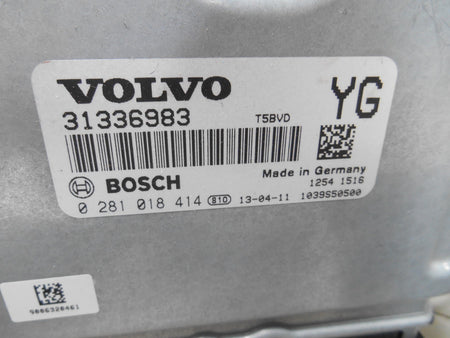 VOLVO YG
31336983 T5BVD
Made in Germany
BOSCH 1254 1516
0 281 018 414 810 13-04-11 1039S50500
9006320461